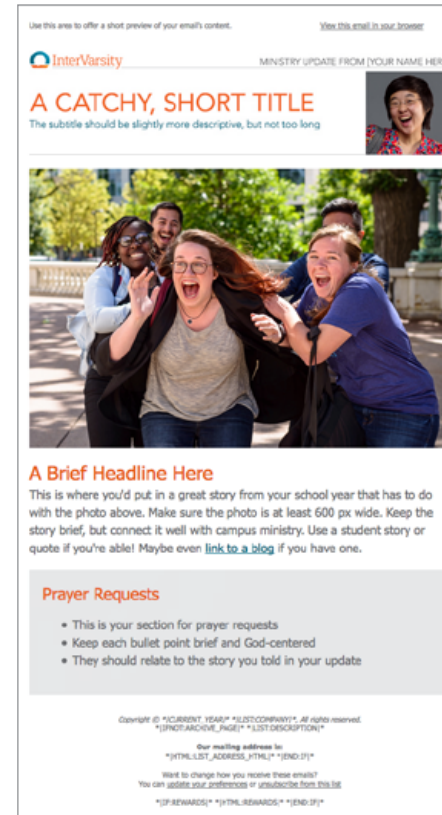 Use this area to offer a short preview of your email's content.
View this email in your browser
InterVarsity
MINISTRY UPDATE FROM [YOUR NAME HER
A CATCHY, SHORT TITLE
The subtitle should be slightly more descriptive, but not too long
A Brief Headline Here
This is where you'd put in a great story from your school year that has to do
with the photo above. Make sure the photo is at least 600 px wide. Keep the
story brief, but connect it well with campus ministry. Use a student story or
quote if you're able! Maybe even link to a blog if you have one.
Prayer Requests
• This is your section for prayer requests
• Keep each bullet point brief and God-centered
• They should relate to the story you told in your update
Copyright © *|CURRENT_YEAR|* *|LIST:COMPANY|*, All rights reserved.
*|IFNOT:ARCHIVE_PAGE|* *|LIST:DESCRIPTION|*
Our mailing address is:
*|HTML:LIST_ADDRESS_HTML|* *|END:IF|*
Want to change how you receive these emails?
You can update your preferences or unsubscribe from this list
*|IF:REWARDS|* *|HTML:REWARDS|* *|END:IF|*